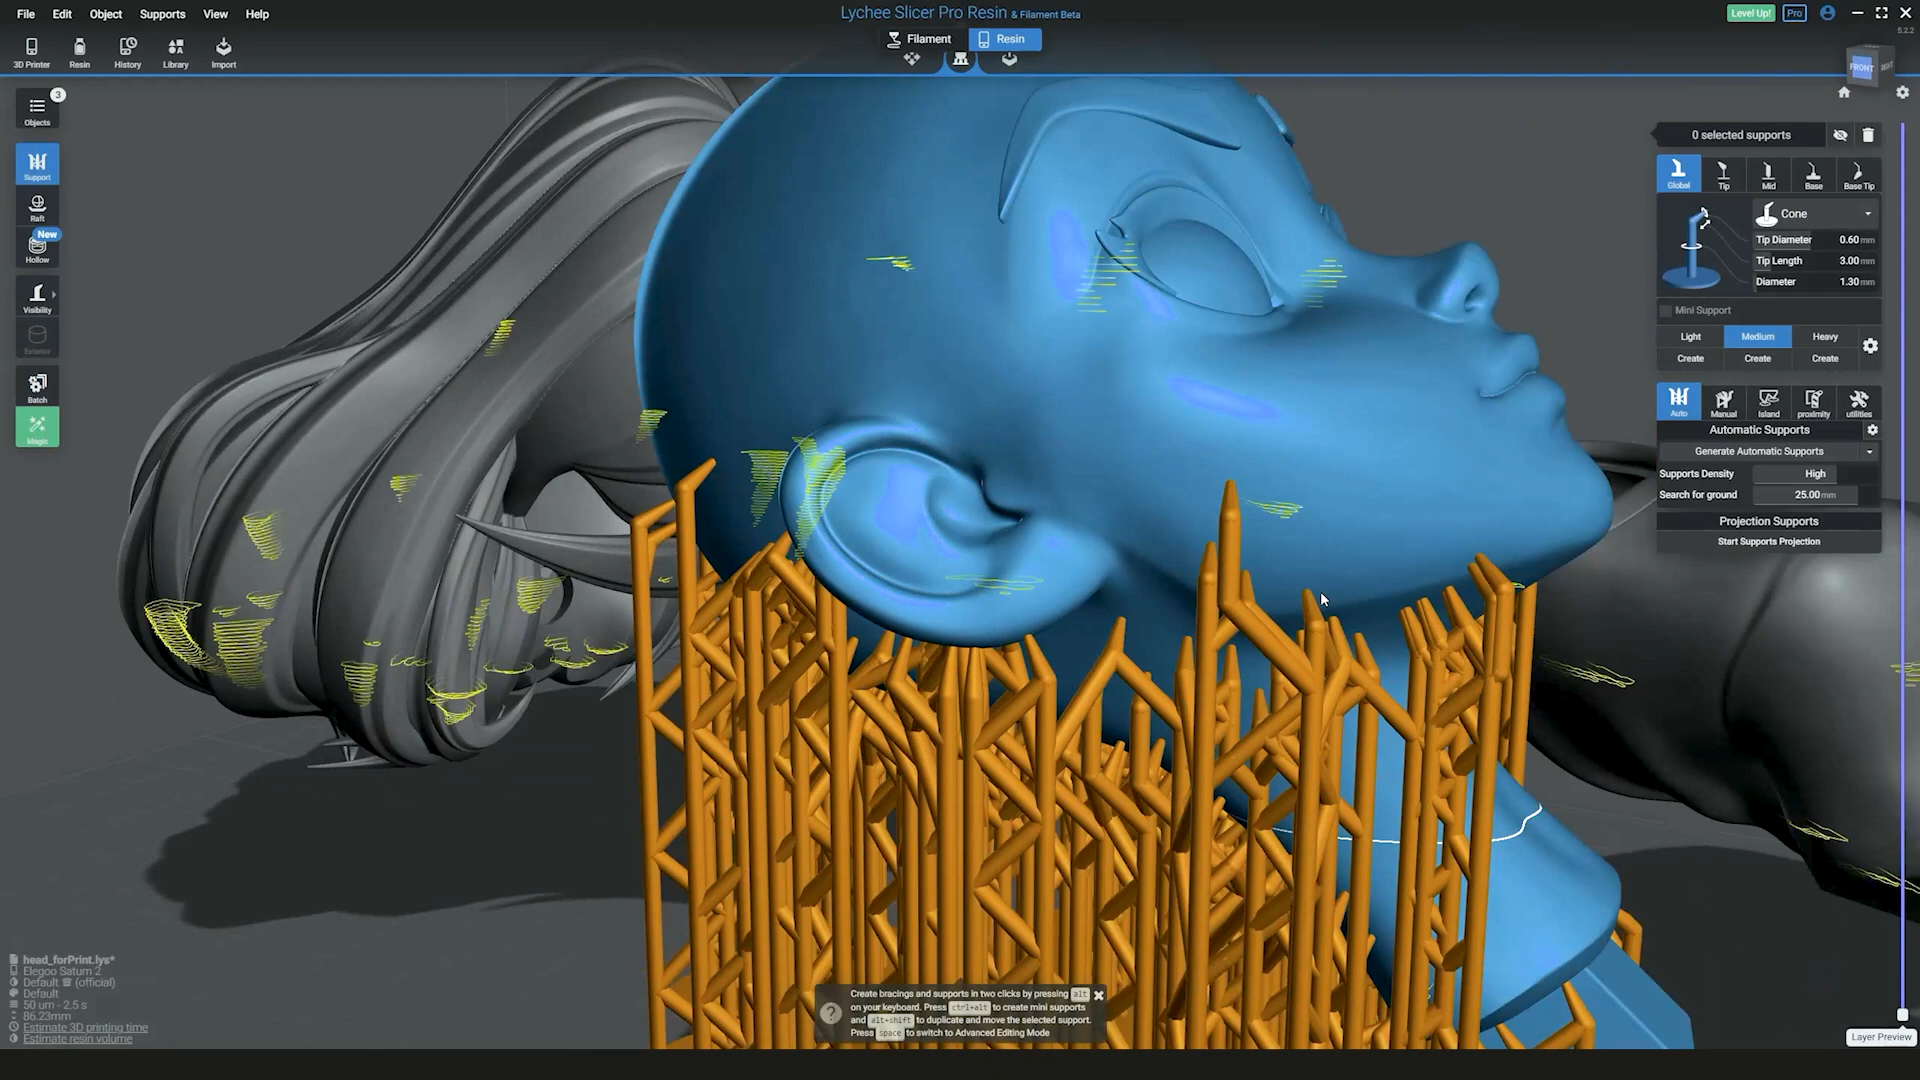 File Edit Object Supports View Help
Lychee Slicer Pro Resin & Filament Beta
Level Up! Pro
5.2.2
Filament Resin
3D Printer Resin History Library Import
FRONT RIGHT
3
Objects
Support
Raft
New
Hollow
Visibility
Exterior
Batch
Magic
0 selected supports
Global Tip Mid Base Base Tip
Cone
Tip Diameter 0.60 mm
Tip Length 3.00 mm
Diameter 1.30 mm
Mini Support
Light Medium Heavy
Create Create Create
Auto Manual Island proximity utilities
Automatic Supports
Generate Automatic Supports
Supports Density High
Search for ground 25.00 mm
Projection Supports
Start Supports Projection
head_forPrint.lys*
Elegoo Saturn 2
Default (official)
Default
50 um - 2.5 s
86.23mm
Estimate 3D printing time
Estimate resin volume
Create bracings and supports in two clicks by pressing alt
on your keyboard. Press ctrl+alt to create mini supports
and alt+shift to duplicate and move the selected support.
Press space to switch to Advanced Editing Mode
?
Layer Preview